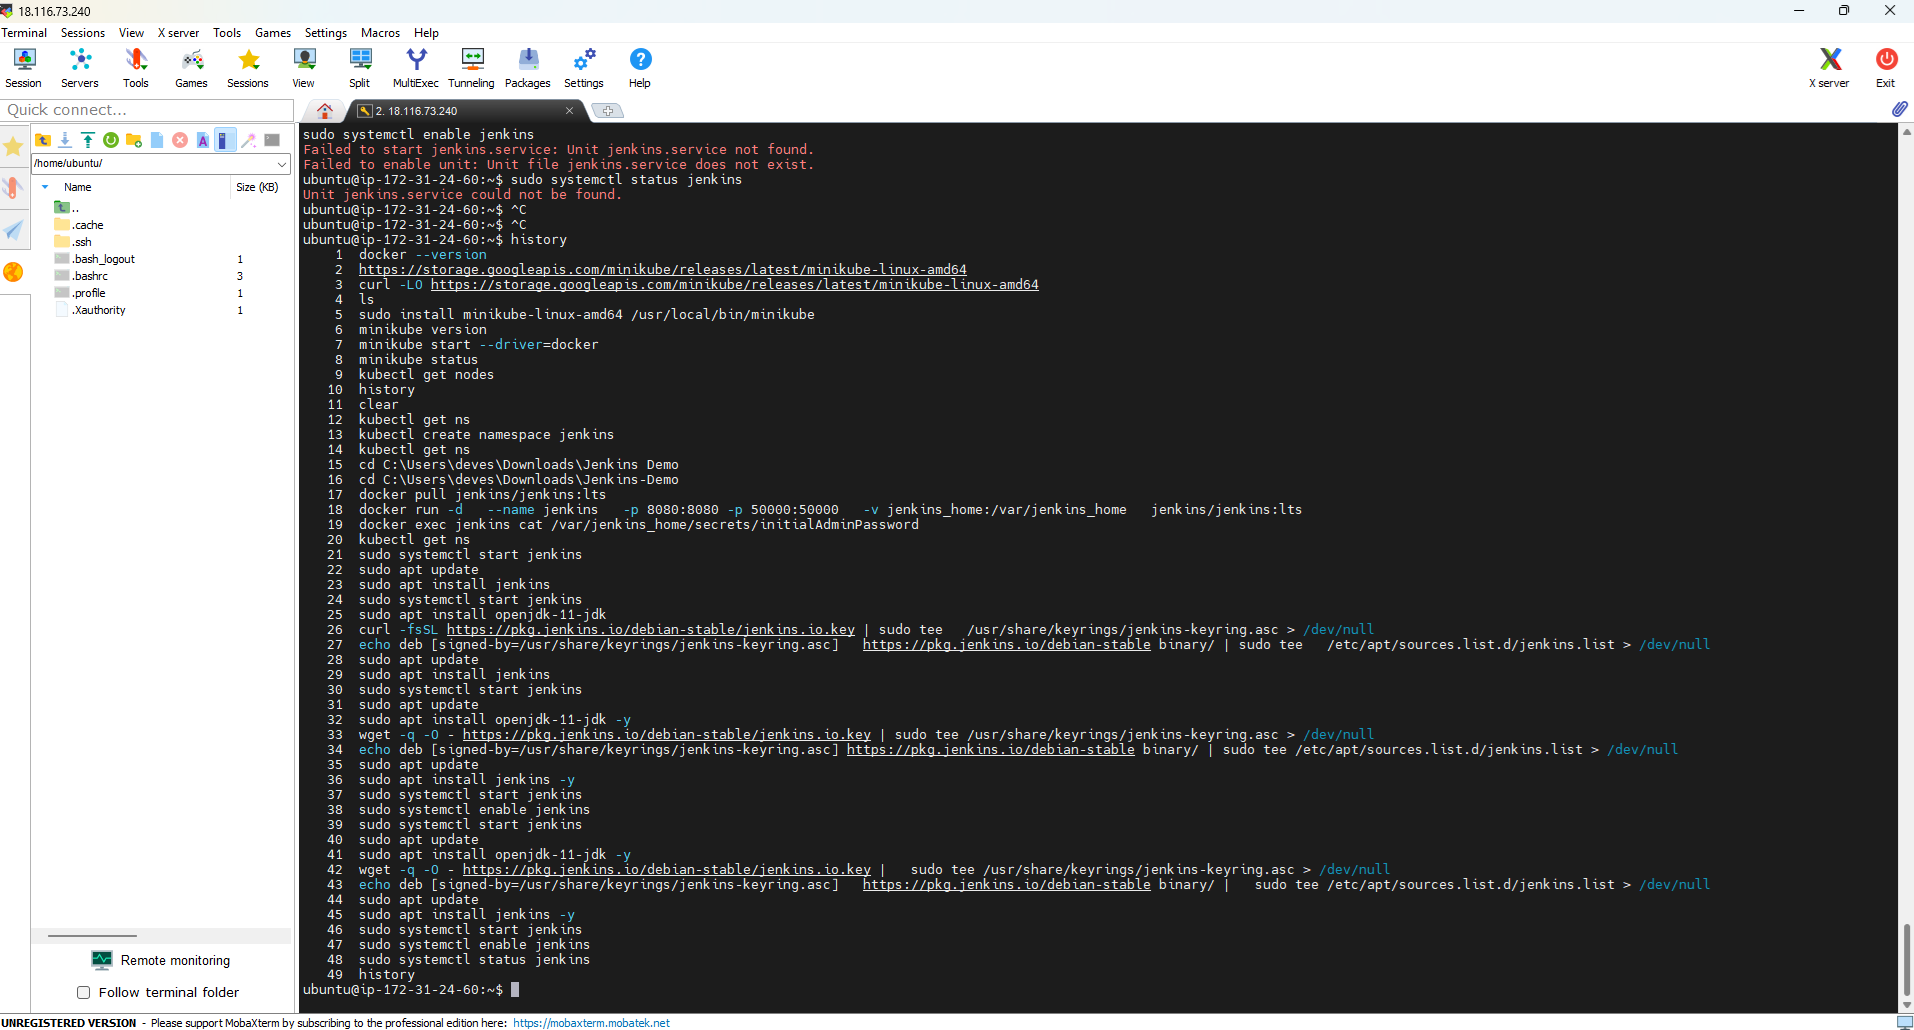 18.116.73.240
Terminal Sessions View X server Tools Games Settings Macros Help
Session Servers Tools Games Sessions View Split MultiExec Tunneling Packages Settings Help X server Exit
Quick connect...
2. 18.116.73.240
/home/ubuntu/
Name Size (KB)
..
.cache
.ssh
.bash_logout 1
.bashrc 3
.profile 1
.Xauthority 1
Remote monitoring
Follow terminal folder
sudo systemctl enable jenkins
Failed to start jenkins.service: Unit jenkins.service not found.
Failed to enable unit: Unit file jenkins.service does not exist.
ubuntu@ip-172-31-24-60:~$ sudo systemctl status jenkins
Unit jenkins.service could not be found.
ubuntu@ip-172-31-24-60:~$ ^C
ubuntu@ip-172-31-24-60:~$ ^C
ubuntu@ip-172-31-24-60:~$ history
1 docker --version
2 https://storage.googleapis.com/minikube/releases/latest/minikube-linux-amd64
3 curl -LO https://storage.googleapis.com/minikube/releases/latest/minikube-linux-amd64
4 ls
5 sudo install minikube-linux-amd64 /usr/local/bin/minikube
6 minikube version
7 minikube start --driver=docker
8 minikube status
9 kubectl get nodes
10 history
11 clear
12 kubectl get ns
13 kubectl create namespace jenkins
14 kubectl get ns
15 cd C:\Users\deves\Downloads\Jenkins Demo
16 cd C:\Users\deves\Downloads\Jenkins-Demo
17 docker pull jenkins/jenkins:lts
18 docker run -d   --name jenkins   -p 8080:8080 -p 50000:50000   -v jenkins_home:/var/jenkins_home   jenkins/jenkins:lts
19 docker exec jenkins cat /var/jenkins_home/secrets/initialAdminPassword
20 kubectl get ns
21 sudo systemctl start jenkins
22 sudo apt update
23 sudo apt install jenkins
24 sudo systemctl start jenkins
25 sudo apt install openjdk-11-jdk
26 curl -fsSL https://pkg.jenkins.io/debian-stable/jenkins.io.key | sudo tee   /usr/share/keyrings/jenkins-keyring.asc > /dev/null
27 echo deb [signed-by=/usr/share/keyrings/jenkins-keyring.asc]   https://pkg.jenkins.io/debian-stable binary/ | sudo tee   /etc/apt/sources.list.d/jenkins.list > /dev/null
28 sudo apt update
29 sudo apt install jenkins
30 sudo systemctl start jenkins
31 sudo apt update
32 sudo apt install openjdk-11-jdk -y
33 wget -q -O - https://pkg.jenkins.io/debian-stable/jenkins.io.key | sudo tee /usr/share/keyrings/jenkins-keyring.asc > /dev/null
34 echo deb [signed-by=/usr/share/keyrings/jenkins-keyring.asc] https://pkg.jenkins.io/debian-stable binary/ | sudo tee /etc/apt/sources.list.d/jenkins.list > /dev/null
35 sudo apt update
36 sudo apt install jenkins -y
37 sudo systemctl start jenkins
38 sudo systemctl enable jenkins
39 sudo systemctl start jenkins
40 sudo apt update
41 sudo apt install openjdk-11-jdk -y
42 wget -q -O - https://pkg.jenkins.io/debian-stable/jenkins.io.key |   sudo tee /usr/share/keyrings/jenkins-keyring.asc > /dev/null
43 echo deb [signed-by=/usr/share/keyrings/jenkins-keyring.asc]   https://pkg.jenkins.io/debian-stable binary/ |   sudo tee /etc/apt/sources.list.d/jenkins.list > /dev/null
44 sudo apt update
45 sudo apt install jenkins -y
46 sudo systemctl start jenkins
47 sudo systemctl enable jenkins
48 sudo systemctl status jenkins
49 history
ubuntu@ip-172-31-24-60:~$
UNREGISTERED VERSION - Please support MobaXterm by subscribing to the professional edition here: https://mobaxterm.mobatek.net